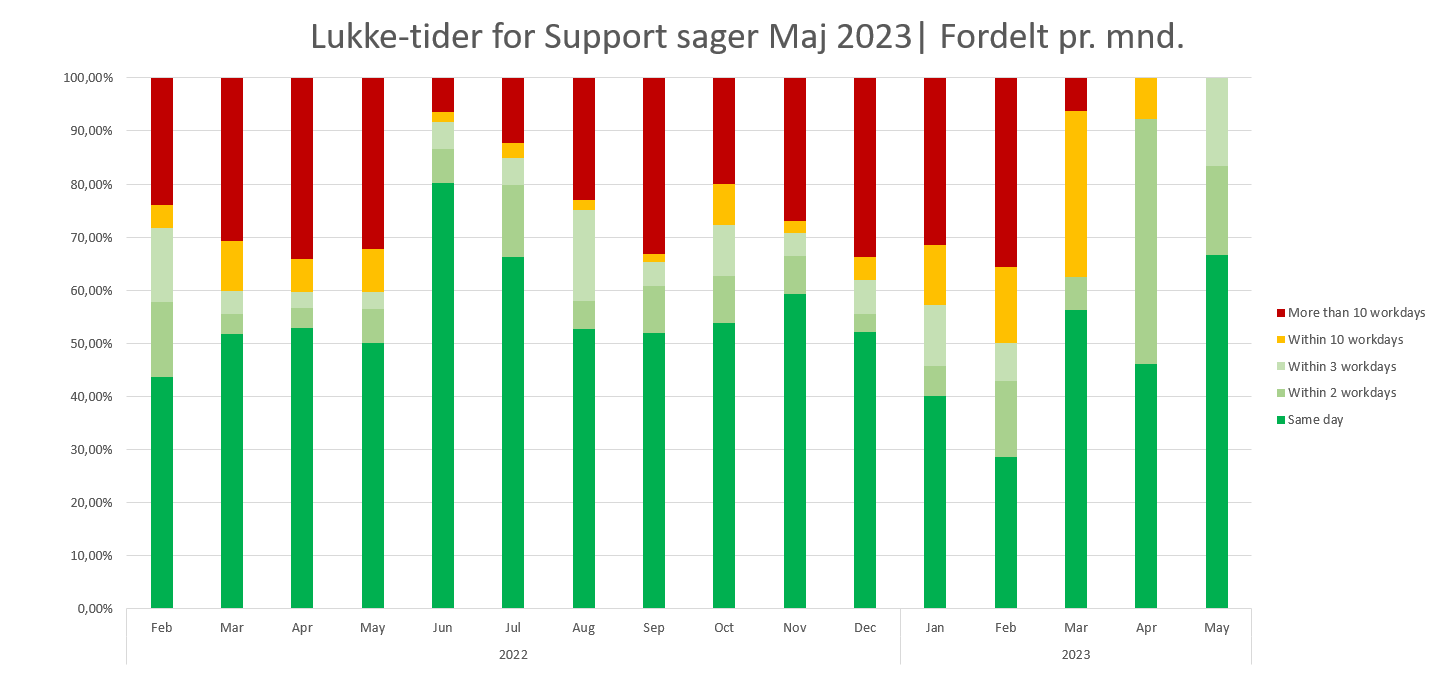 Lukke-tider for Support sager Maj 2023| Fordelt pr. mnd.
100,00%
90,00%
80,00%
70,00%
60,00%
50,00%
40,00%
30,00%
20,00%
10,00%
0,00%
Feb Mar Apr May Jun Jul Aug Sep Oct Nov Dec Jan Feb Mar Apr May
2022 2023
More than 10 workdays
Within 10 workdays
Within 3 workdays
Within 2 workdays
Same day